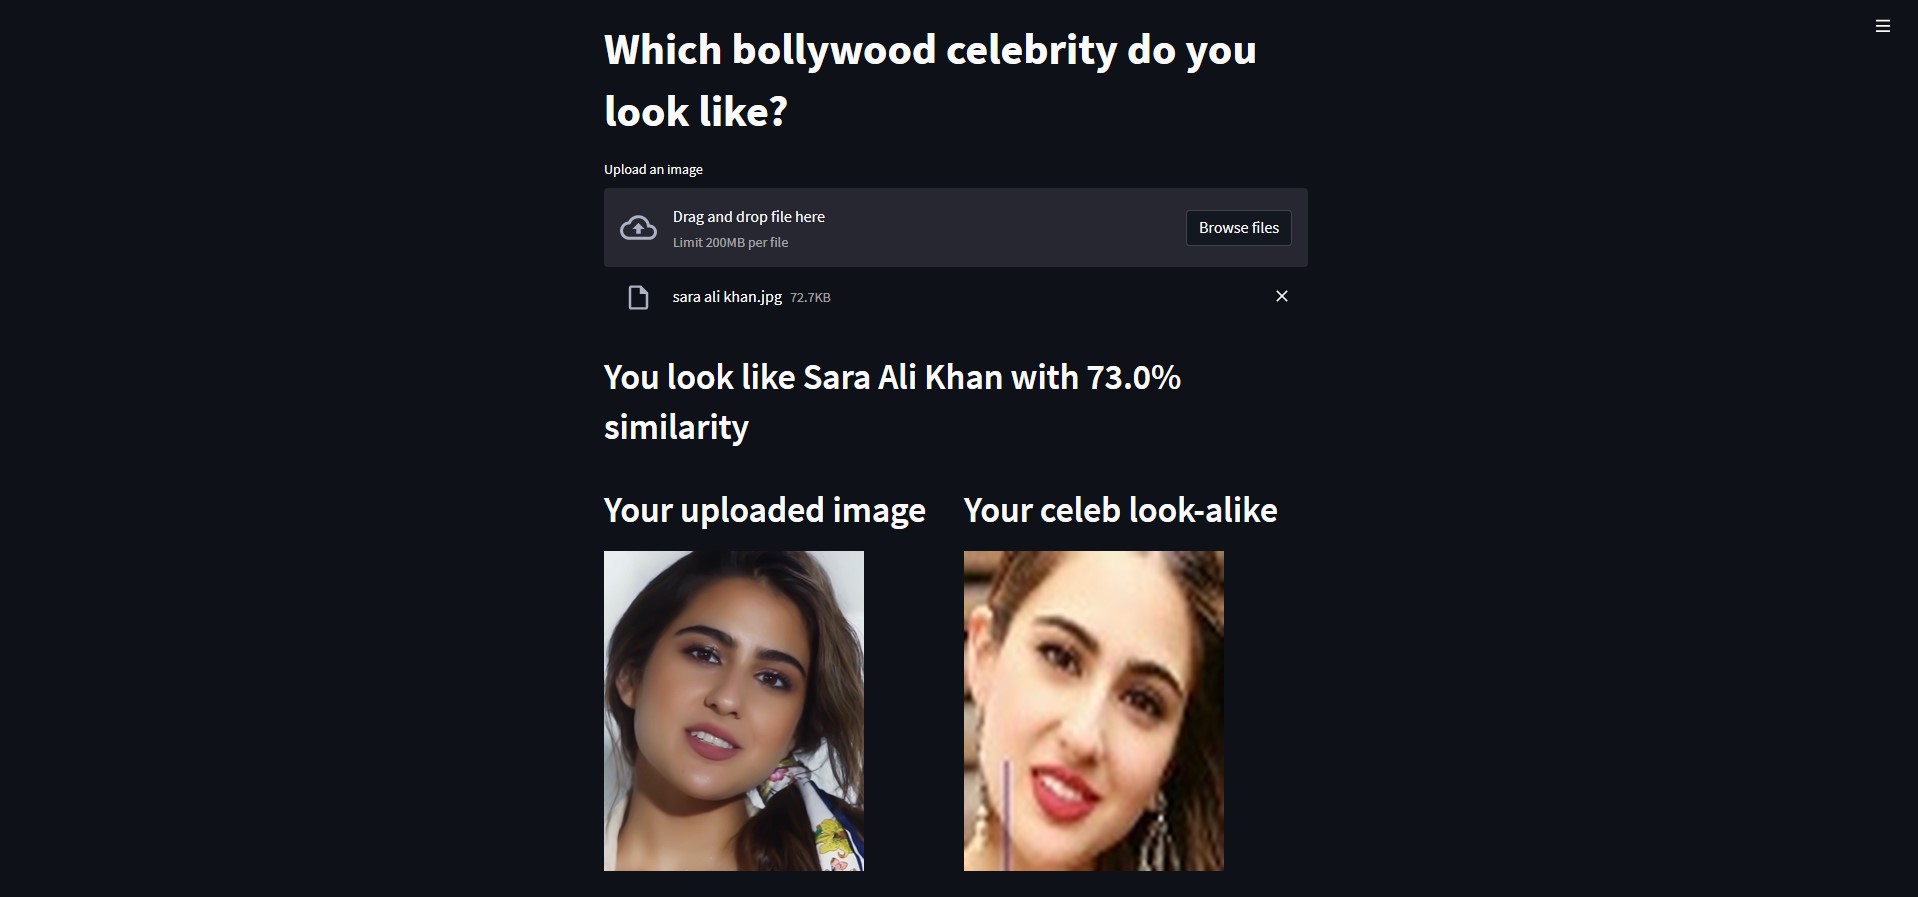 Which bollywood celebrity do you
look like?
Upload an image
Drag and drop file here
Limit 200MB per file
Browse files
sara ali khan.jpg 72.7KB
You look like Sara Ali Khan with 73.0%
similarity
Your uploaded image
Your celeb look-alike